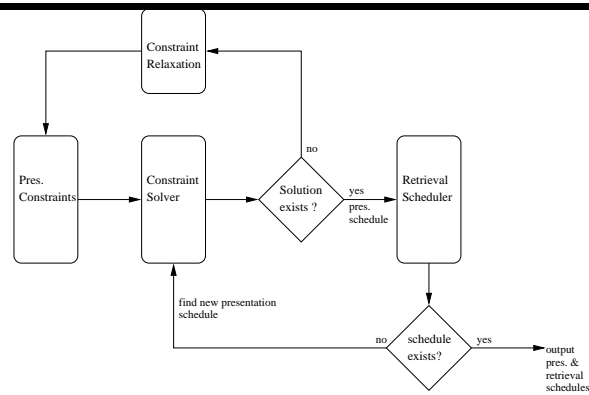 Constraint
Relaxation
no
Pres.
Constraints
Constraint
Solver
Solution
exists ?
yes
pres.
schedule
Retrieval
Scheduler
find new presentation
schedule
no
schedule
exists?
yes
output
pres. &
retrieval
schedules